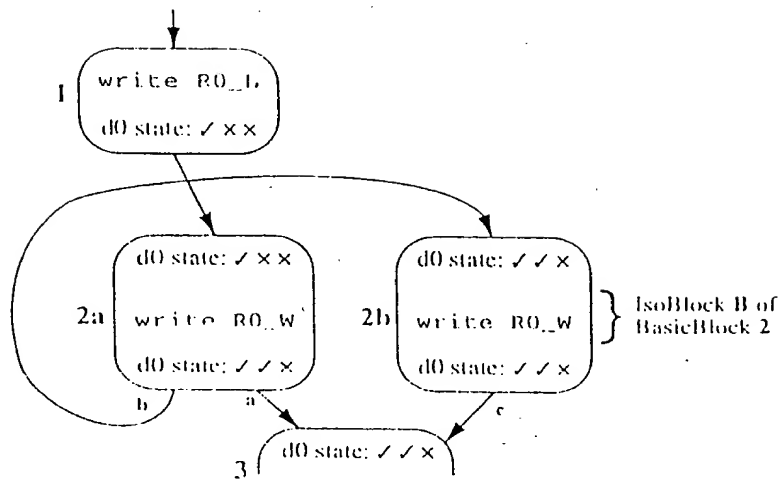 write R0_L
1
d0 state: ✓ × ×
d0 state: ✓ × ×
2a
write R0_W
d0 state: ✓ ✓ ×
d0 state: ✓ ✓ ×
2b
write R0_W
d0 state: ✓ ✓ ×
IsoBlock B of
BasicBlock 2
b
a
c
d0 state: ✓ ✓ ×
3